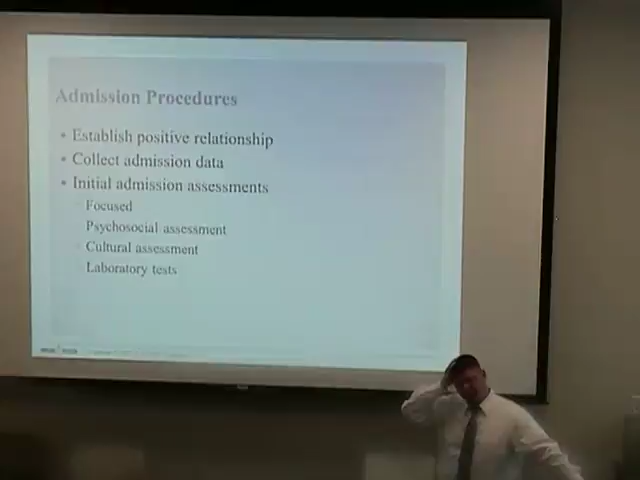 Admission Procedures
• Establish positive relationship
• Collect admission data
• Initial admission assessments
Focused
Psychosocial assessment
Cultural assessment
Laboratory tests